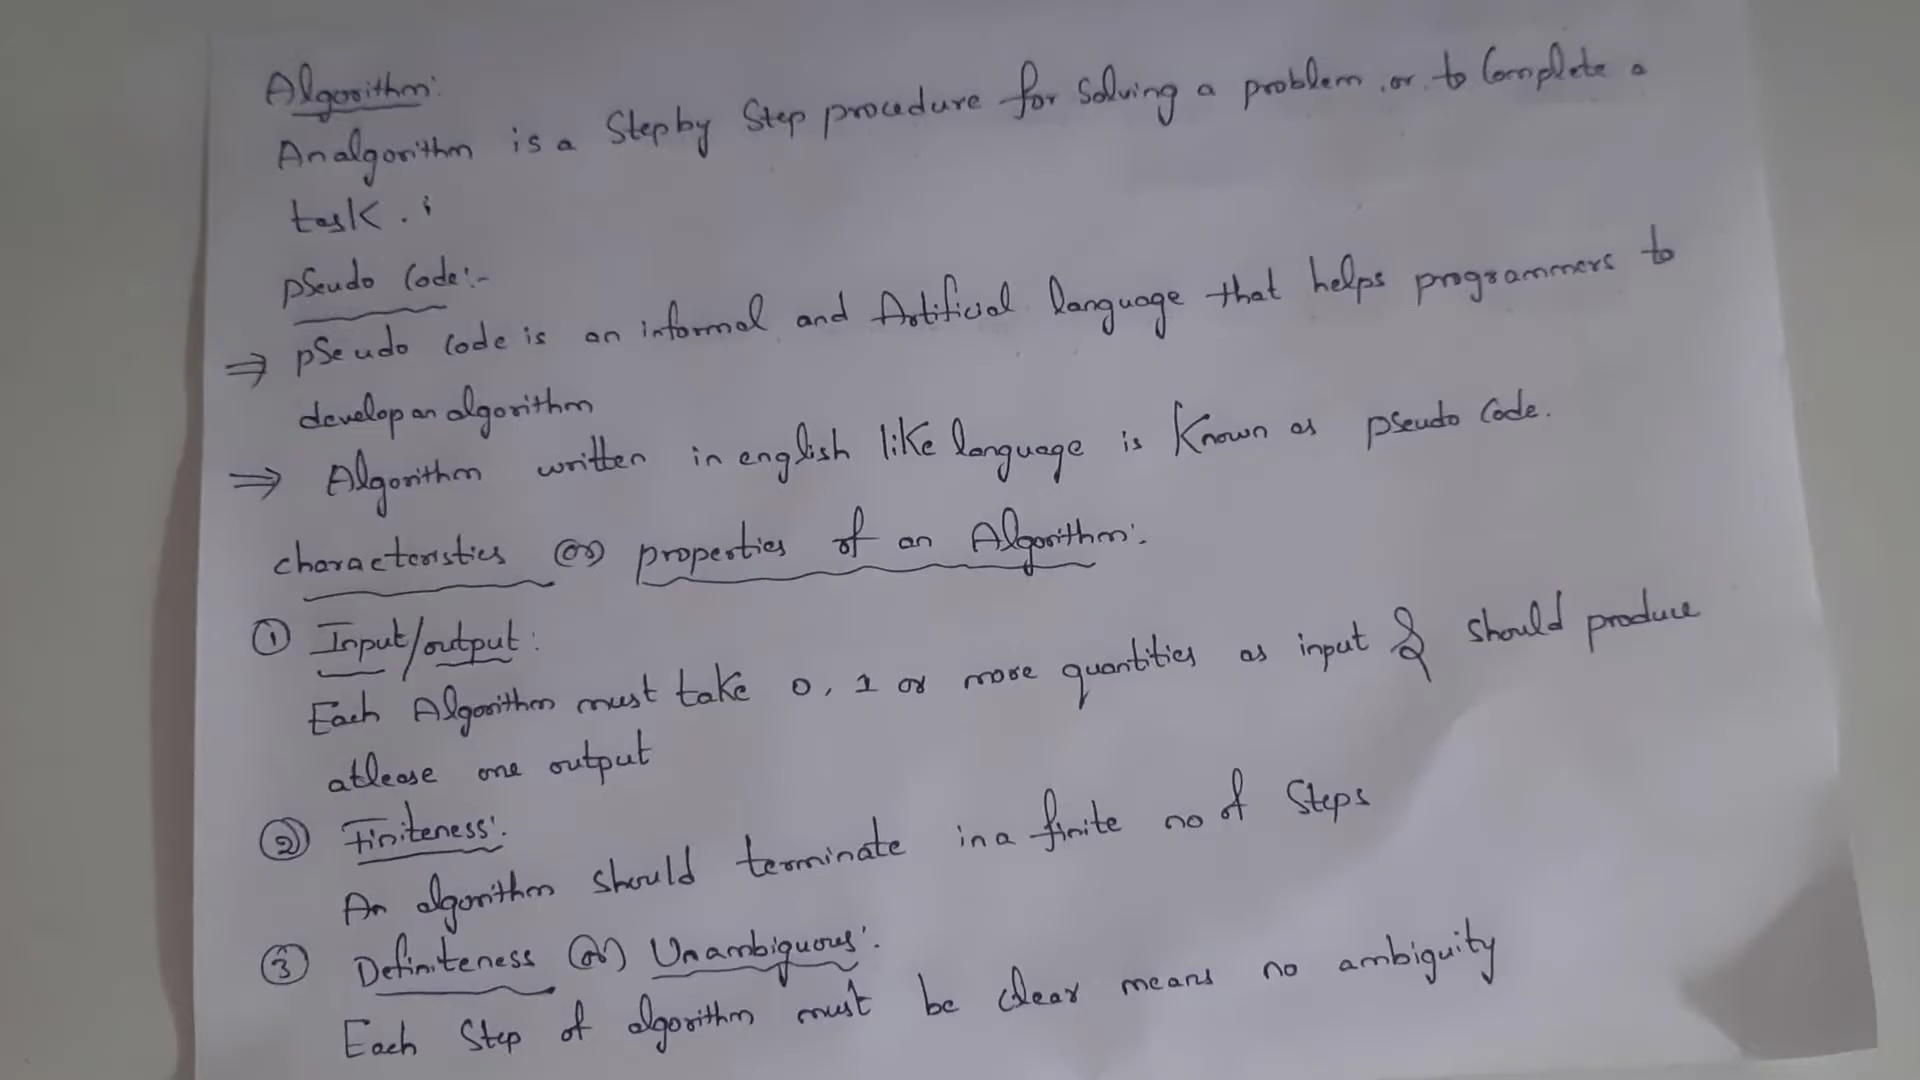 Algorithm:
An algorithm is a Step by Step procedure for Solving a problem or to Complete a
task.
pseudo Code:-
⇒ pseudo Code is an informal and Artificial language that helps programmers to
develop an algorithm
⇒ Algorithm written in english like language is Known as pseudo Code.
characteristics (or) properties of an Algorithm:
① Input/output:
Each Algorithm must take 0, 1 or more quantities as input & should produce
atlease one output
② Finiteness:
An algorithm should terminate in a finite no of Steps
③ Definiteness (or) Unambiguous:
Each Step of algorithm must be clear means no ambiguity